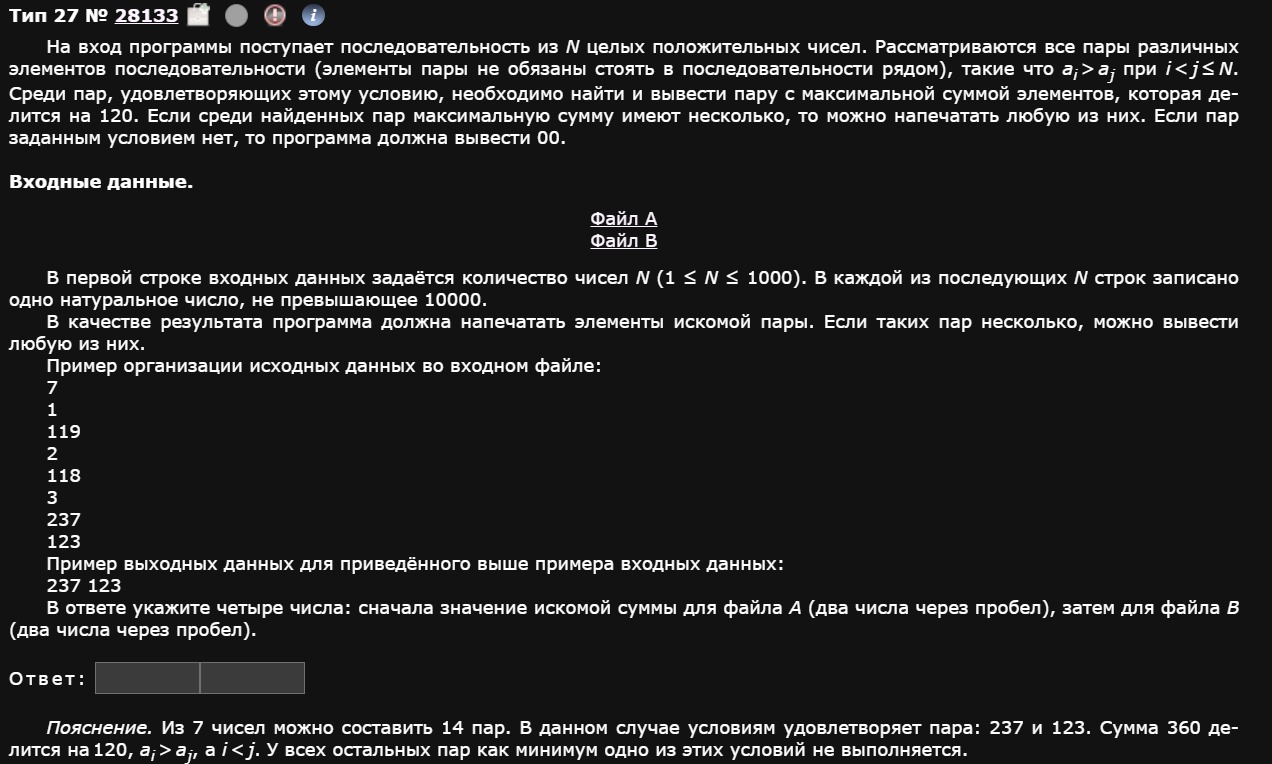 Тип 27 № 28133
На вход программы поступает последовательность из N целых положительных чисел. Рассматриваются все пары различных
элементов последовательности (элементы пары не обязаны стоять в последовательности рядом), такие что ai > aj при i < j ≤ N.
Среди пар, удовлетворяющих этому условию, необходимо найти и вывести пару с максимальной суммой элементов, которая де-
лится на 120. Если среди найденных пар максимальную сумму имеют несколько, то можно напечатать любую из них. Если пар
заданным условием нет, то программа должна вывести 00.
Входные данные.
Файл A
Файл B
В первой строке входных данных задаётся количество чисел N (1 ≤ N ≤ 1000). В каждой из последующих N строк записано
одно натуральное число, не превышающее 10000.
В качестве результата программа должна напечатать элементы искомой пары. Если таких пар несколько, можно вывести
любую из них.
Пример организации исходных данных во входном файле:
7
1
119
2
118
3
237
123
Пример выходных данных для приведённого выше примера входных данных:
237 123
В ответе укажите четыре числа: сначала значение искомой суммы для файла A (два числа через пробел), затем для файла B
(два числа через пробел).
Ответ:
Пояснение. Из 7 чисел можно составить 14 пар. В данном случае условиям удовлетворяет пара: 237 и 123. Сумма 360 де-
лится на 120, ai > aj, а i < j. У всех остальных пар как минимум одно из этих условий не выполняется.